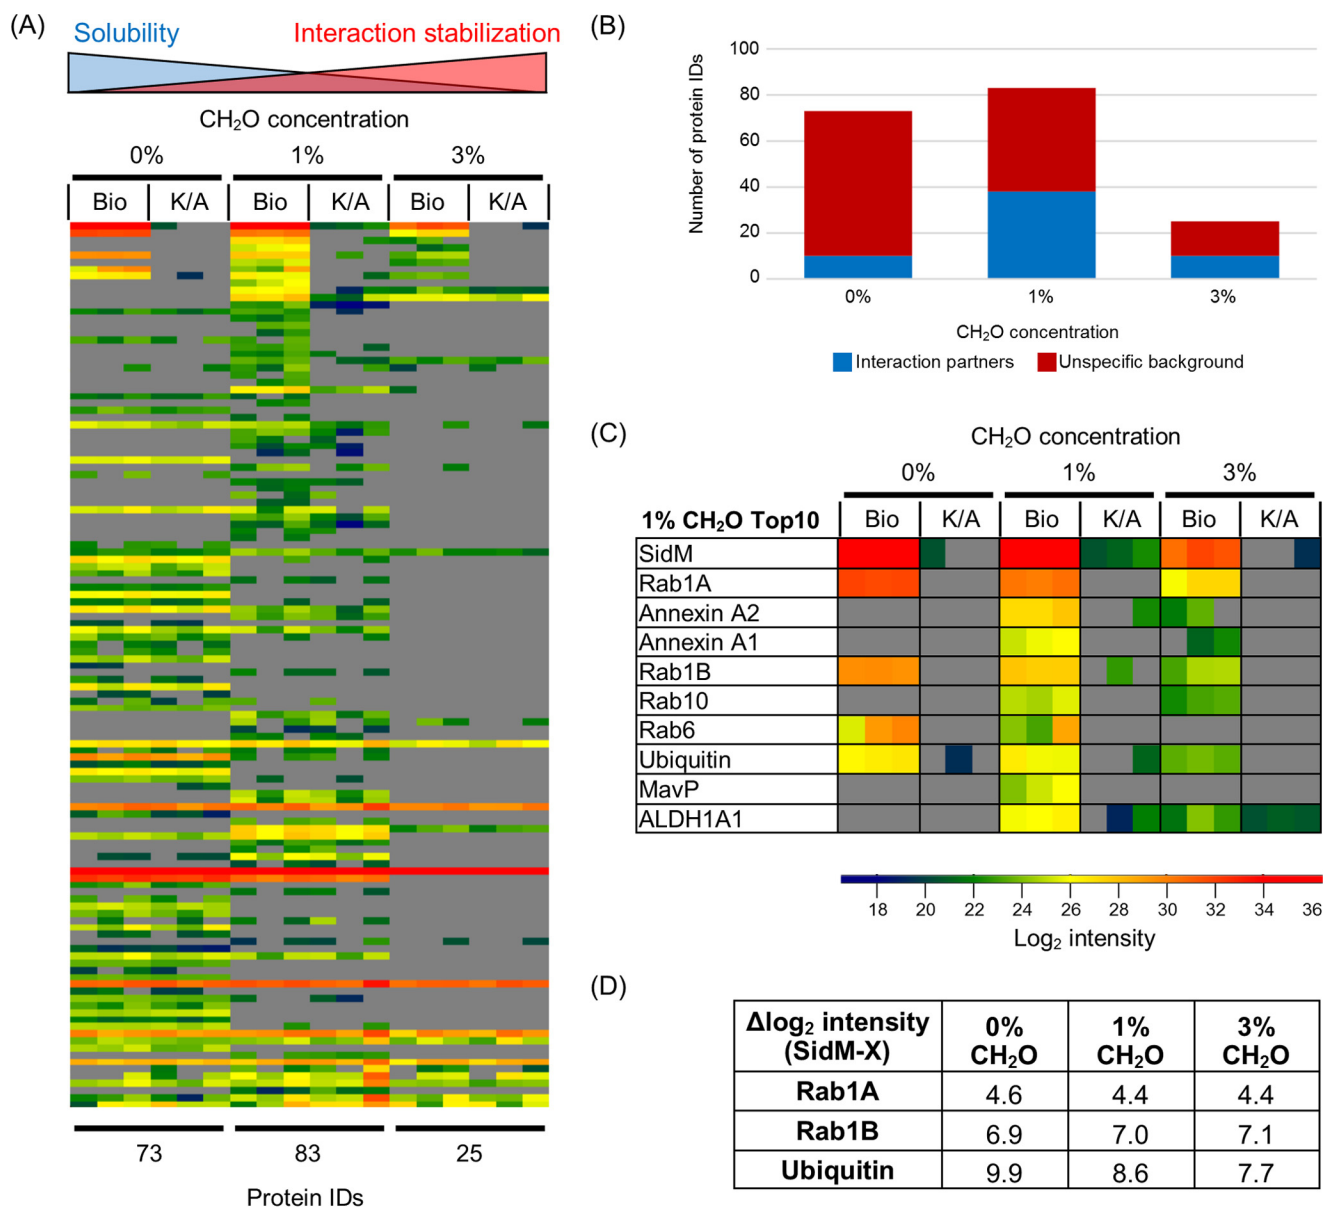 (A)
Solubility Interaction stabilization
CH₂O concentration
0% 1% 3%
Bio K/A Bio K/A Bio K/A
73 83 25
Protein IDs
(B)
Number of protein IDs
100
80
60
40
20
0
0% 1% 3%
CH₂O concentration
Interaction partners Unspecific background
(C)
CH₂O concentration
0% 1% 3%
1% CH₂O Top10 Bio K/A Bio K/A Bio K/A
SidM
Rab1A
Annexin A2
Annexin A1
Rab1B
Rab10
Rab6
Ubiquitin
MavP
ALDH1A1
18 20 22 24 26 28 30 32 34 36
Log₂ intensity
(D)
Δlog₂ intensity 0% 1% 3%
(SidM-X) CH₂O CH₂O CH₂O
Rab1A 4.6 4.4 4.4
Rab1B 6.9 7.0 7.1
Ubiquitin 9.9 8.6 7.7